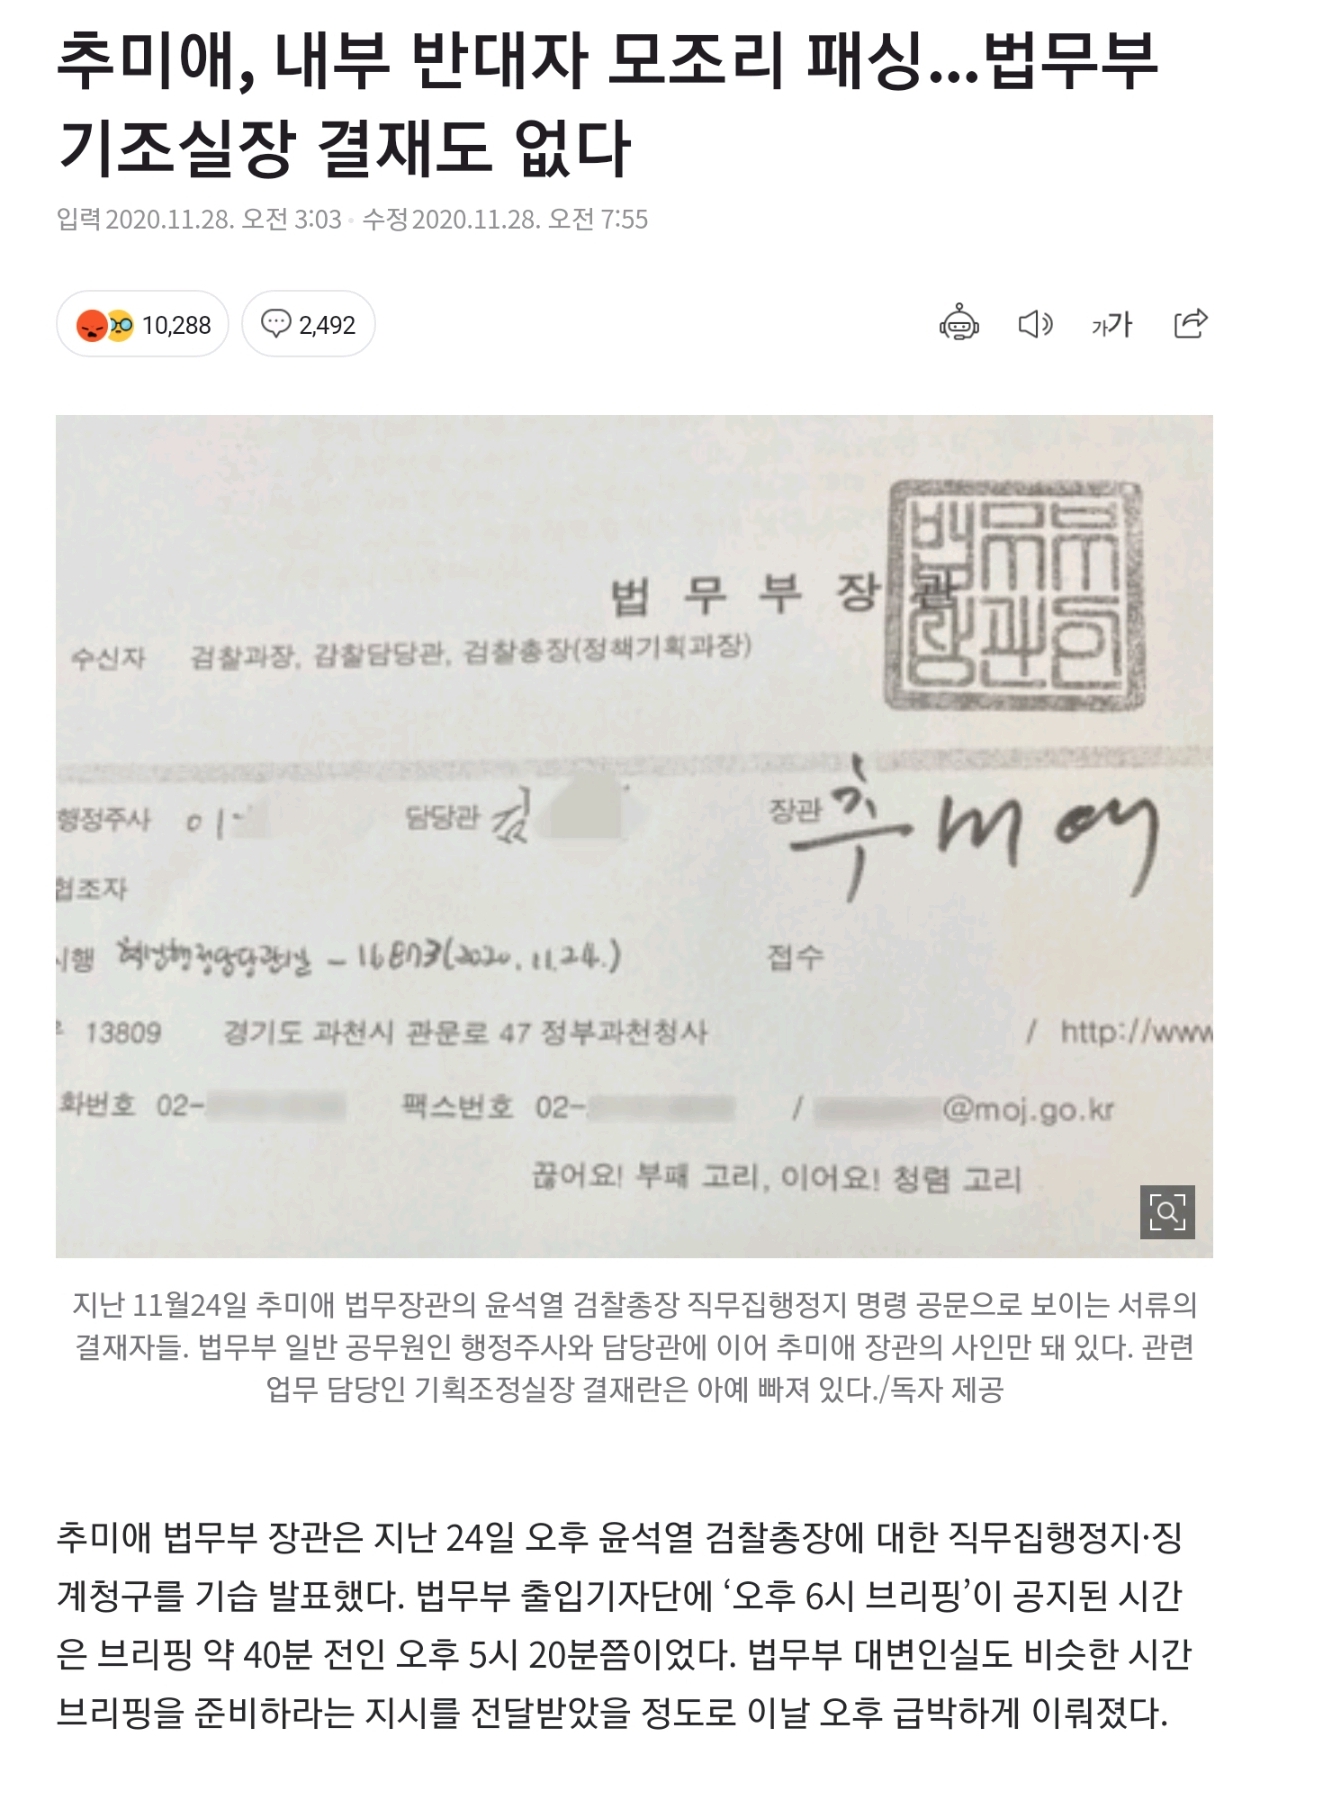 추미애, 내부 반대자 모조리 패싱...법무부
기조실장 결재도 없다
입력 2020.11.28. 오전 3:03 · 수정 2020.11.28. 오전 7:55
10,288 2,492 가가
법무부장관
법무부장관인
수신자 검찰과장, 감찰담당관, 검찰총장(정책기획과장)
행정주사 이 담당관 김 장관 추미애
협조자
시행 혁신행정담당관실 - 16873(2020.11.24.) 접수
우 13809 경기도 과천시 관문로 47 정부과천청사 / http://www
화번호 02- 팩스번호 02- / @moj.go.kr
끊어요! 부패 고리, 이어요! 청렴 고리
지난 11월24일 추미애 법무장관의 윤석열 검찰총장 직무집행정지 명령 공문으로 보이는 서류의
결재자들. 법무부 일반 공무원인 행정주사와 담당관에 이어 추미애 장관의 사인만 돼 있다. 관련
업무 담당인 기획조정실장 결재란은 아예 빠져 있다./독자 제공
추미애 법무부 장관은 지난 24일 오후 윤석열 검찰총장에 대한 직무집행정지·징
계청구를 기습 발표했다. 법무부 출입기자단에 ‘오후 6시 브리핑’이 공지된 시간
은 브리핑 약 40분 전인 오후 5시 20분쯤이었다. 법무부 대변인실도 비슷한 시간
브리핑을 준비하라는 지시를 전달받았을 정도로 이날 오후 급박하게 이뤄졌다.